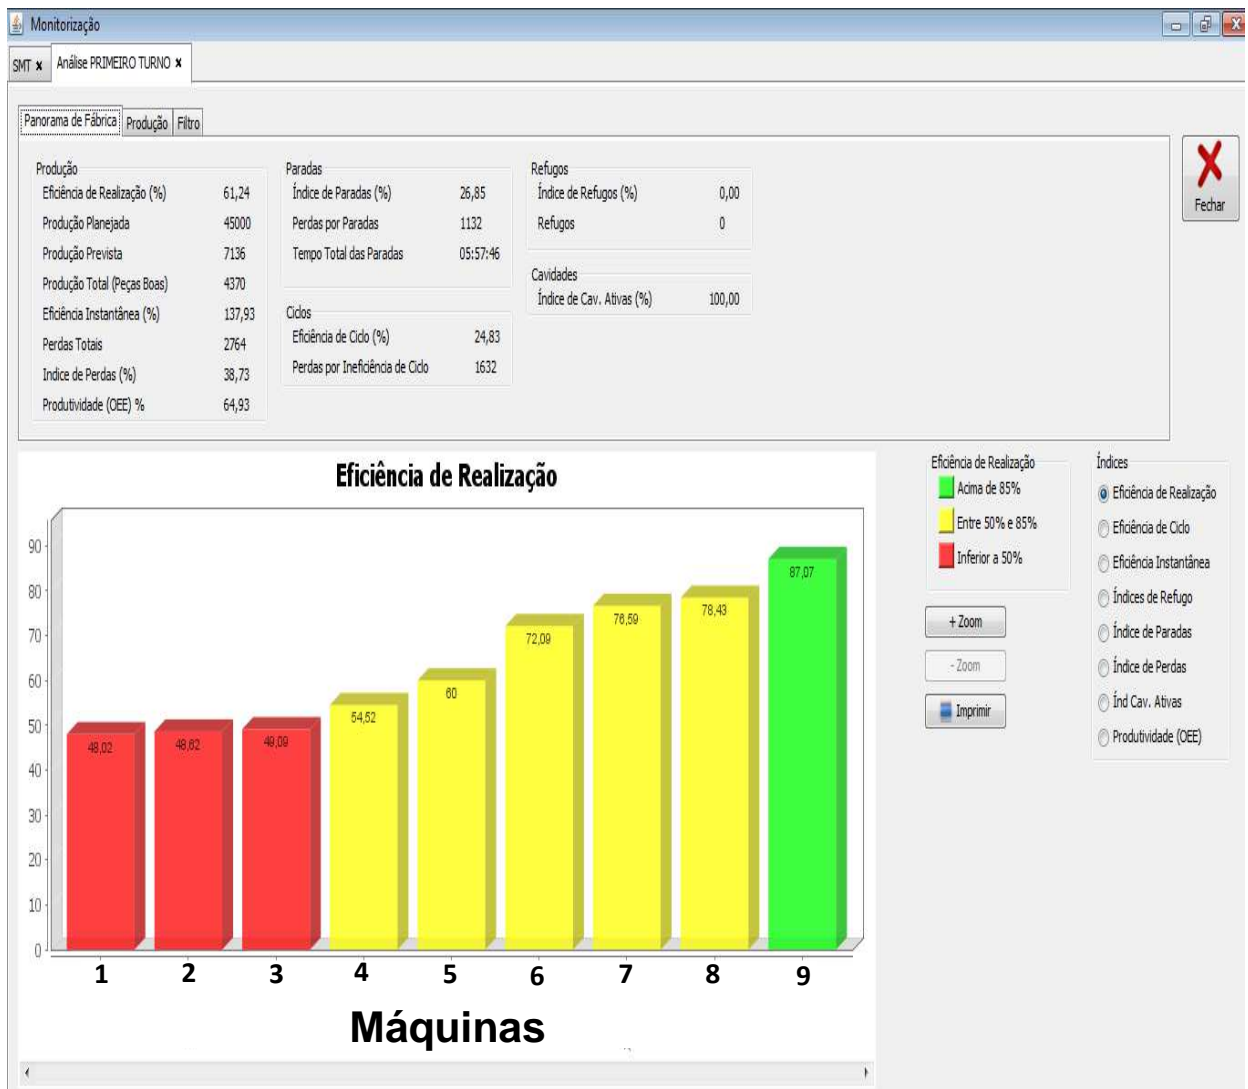 Monitorização
SMT x Análise PRIMEIRO TURNO x
Panorama de Fábrica Produção Filtro
Produção
Eficiência de Realização (%) 61,24
Produção Planejada 45000
Produção Prevista 7136
Produção Total (Peças Boas) 4370
Eficiência Instantânea (%) 137,93
Perdas Totais 2764
Indice de Perdas (%) 38,73
Produtividade (OEE) % 64,93
Paradas
Índice de Paradas (%) 26,85
Perdas por Paradas 1132
Tempo Total das Paradas 05:57:46
Ciclos
Eficiência de Ciclo (%) 24,83
Perdas por Ineficiência de Ciclo 1632
Refugos
Índice de Refugos (%) 0,00
Refugos 0
Cavidades
Índice de Cav. Ativas (%) 100,00
Fechar
Eficiência de Realização
90
80
70
60
50
40
30
20
10
0
48,02
48,62
49,09
54,52
60
72,09
76,59
78,43
87,07
1 2 3 4 5 6 7 8 9
Máquinas
Eficiência de Realização
Acima de 85%
Entre 50% e 85%
Inferior a 50%
+ Zoom
- Zoom
Imprimir
Índices
Eficiência de Realização
Eficiência de Ciclo
Eficiência Instantânea
Índices de Refugo
Índice de Paradas
Índice de Perdas
Índ Cav. Ativas
Produtividade (OEE)